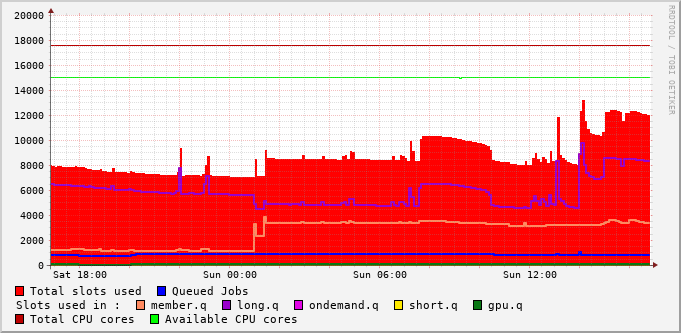 20000
18000
16000
14000
12000
10000
8000
6000
4000
2000
0
Sat 18:00 Sun 00:00 Sun 06:00 Sun 12:00
RRDTOOL / TOBI OETIKER
Total slots used Queued Jobs
Slots used in : member.q long.q ondemand.q short.q gpu.q
Total CPU cores Available CPU cores